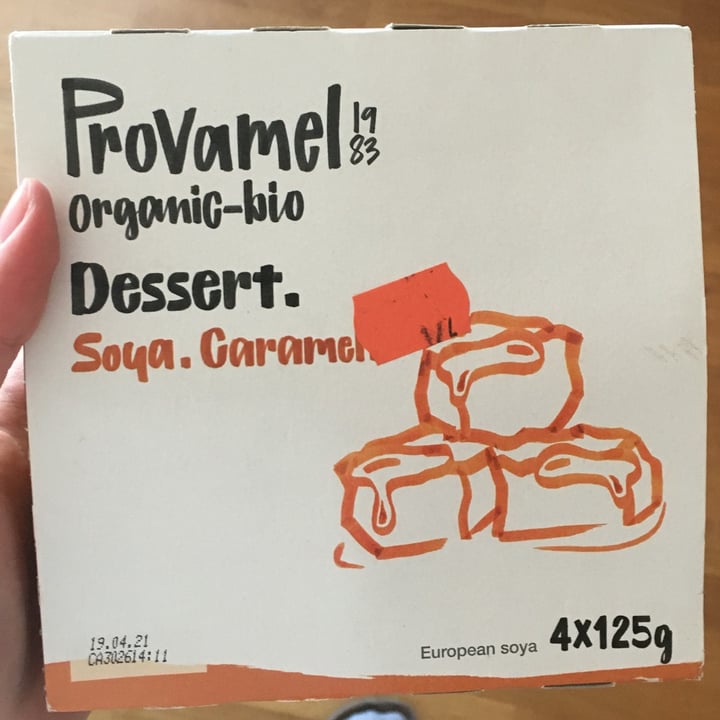 Provamel 19 83
organic-bio
Dessert.
Soya. Caramel.
19.04.21
CA302614:11
European soya 4x125g